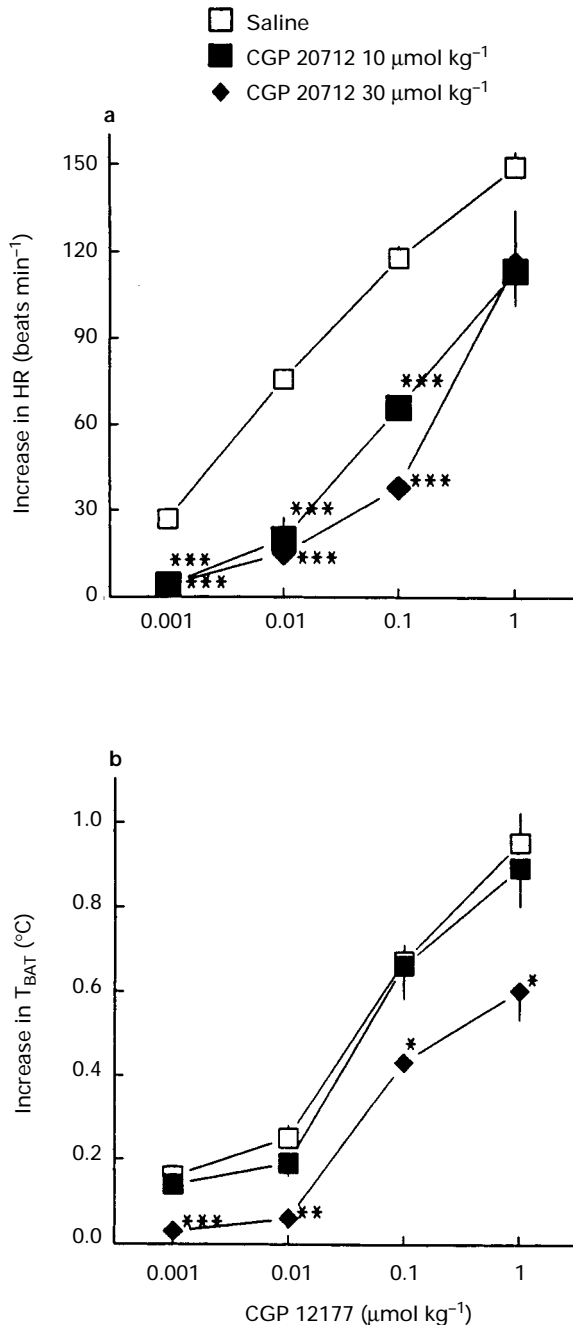 Saline
CGP 20712 10 μmol kg⁻¹
CGP 20712 30 μmol kg⁻¹
a
Increase in HR (beats min⁻¹)
150
120
90
60
30
0
***
***
***
***
***
***
0.001 0.01 0.1 1
b
Increase in T_BAT (°C)
1.0
0.8
0.6
0.4
0.2
0.0
***
**
*
*
0.001 0.01 0.1 1
CGP 12177 (μmol kg⁻¹)